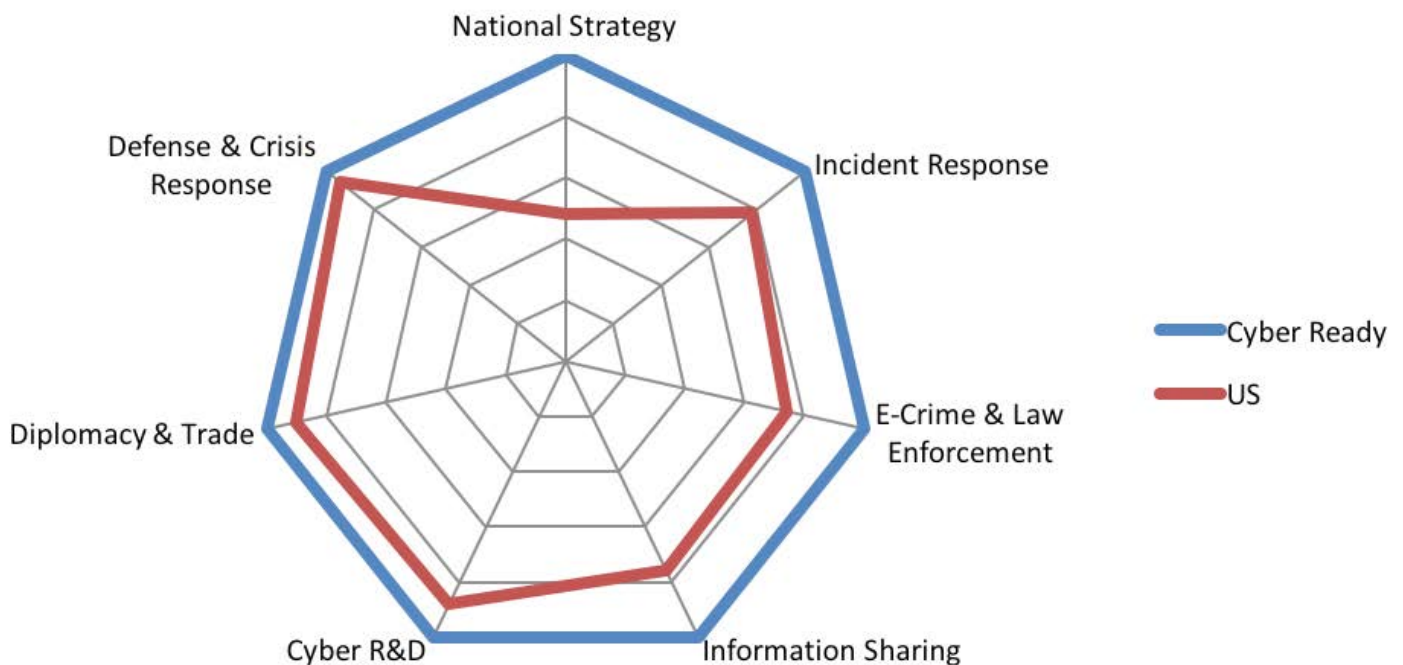 National Strategy
Defense & Crisis
Response
Incident Response
Cyber Ready
US
E-Crime & Law
Enforcement
Diplomacy & Trade
Cyber R&D
Information Sharing